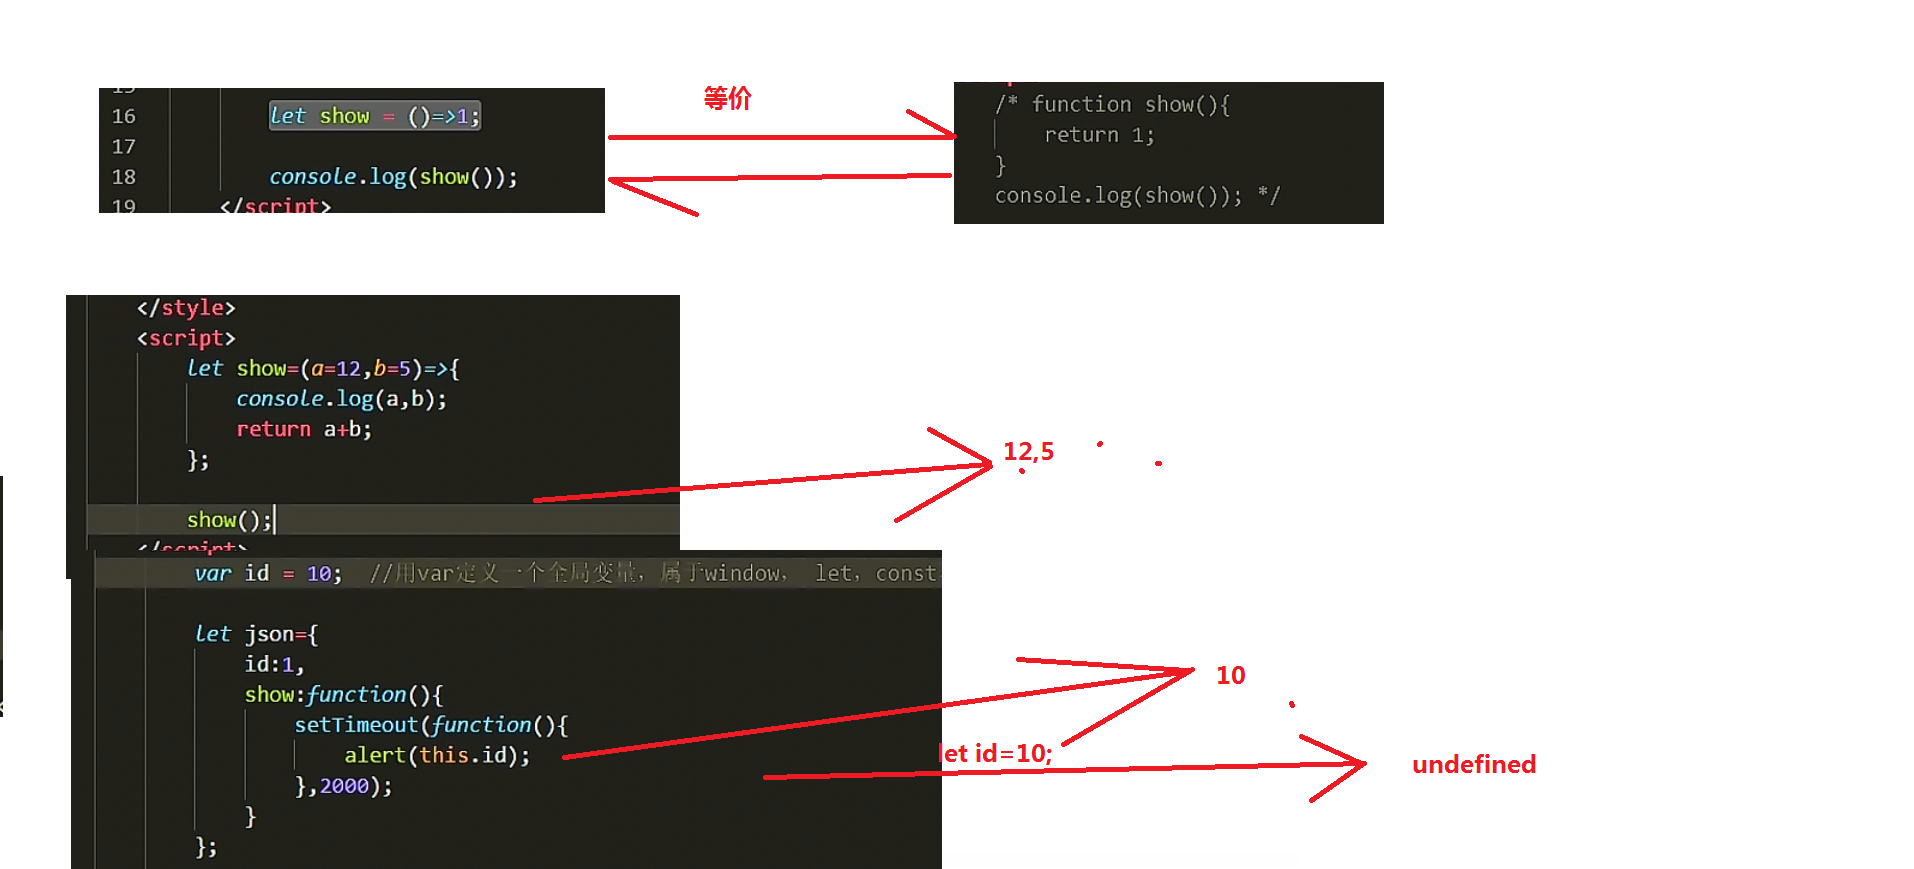 等价
16 let show = ()=>1;
17
18 console.log(show());
19 </script>
/* function show(){
return 1;
}
console.log(show()); */
</style>
<script>
let show=(a=12,b=5)=>{
console.log(a,b);
return a+b;
};
show();
</script>
12,5
var id = 10; //用var定义一个全局变量，属于window， let，const
let json={
id:1,
show:function(){
setTimeout(function(){
alert(this.id);
},2000);
}
};
10
let id=10;
undefined